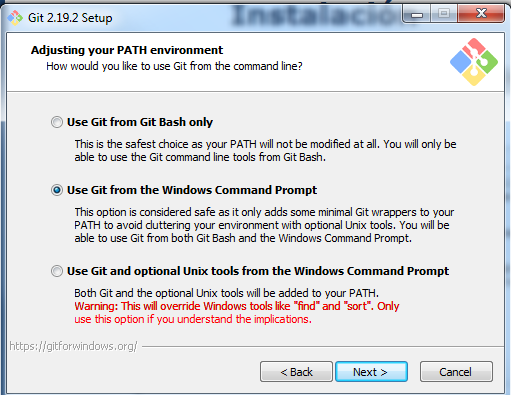 Instalación
Git 2.19.2 Setup
Adjusting your PATH environment
How would you like to use Git from the command line?
Use Git from Git Bash only
This is the safest choice as your PATH will not be modified at all. You will only be
able to use the Git command line tools from Git Bash.
Use Git from the Windows Command Prompt
This option is considered safe as it only adds some minimal Git wrappers to your
PATH to avoid cluttering your environment with optional Unix tools. You will be
able to use Git from both Git Bash and the Windows Command Prompt.
Use Git and optional Unix tools from the Windows Command Prompt
Both Git and the optional Unix tools will be added to your PATH.
Warning: This will override Windows tools like "find" and "sort". Only
use this option if you understand the implications.
https://gitforwindows.org/
< Back
Next >
Cancel